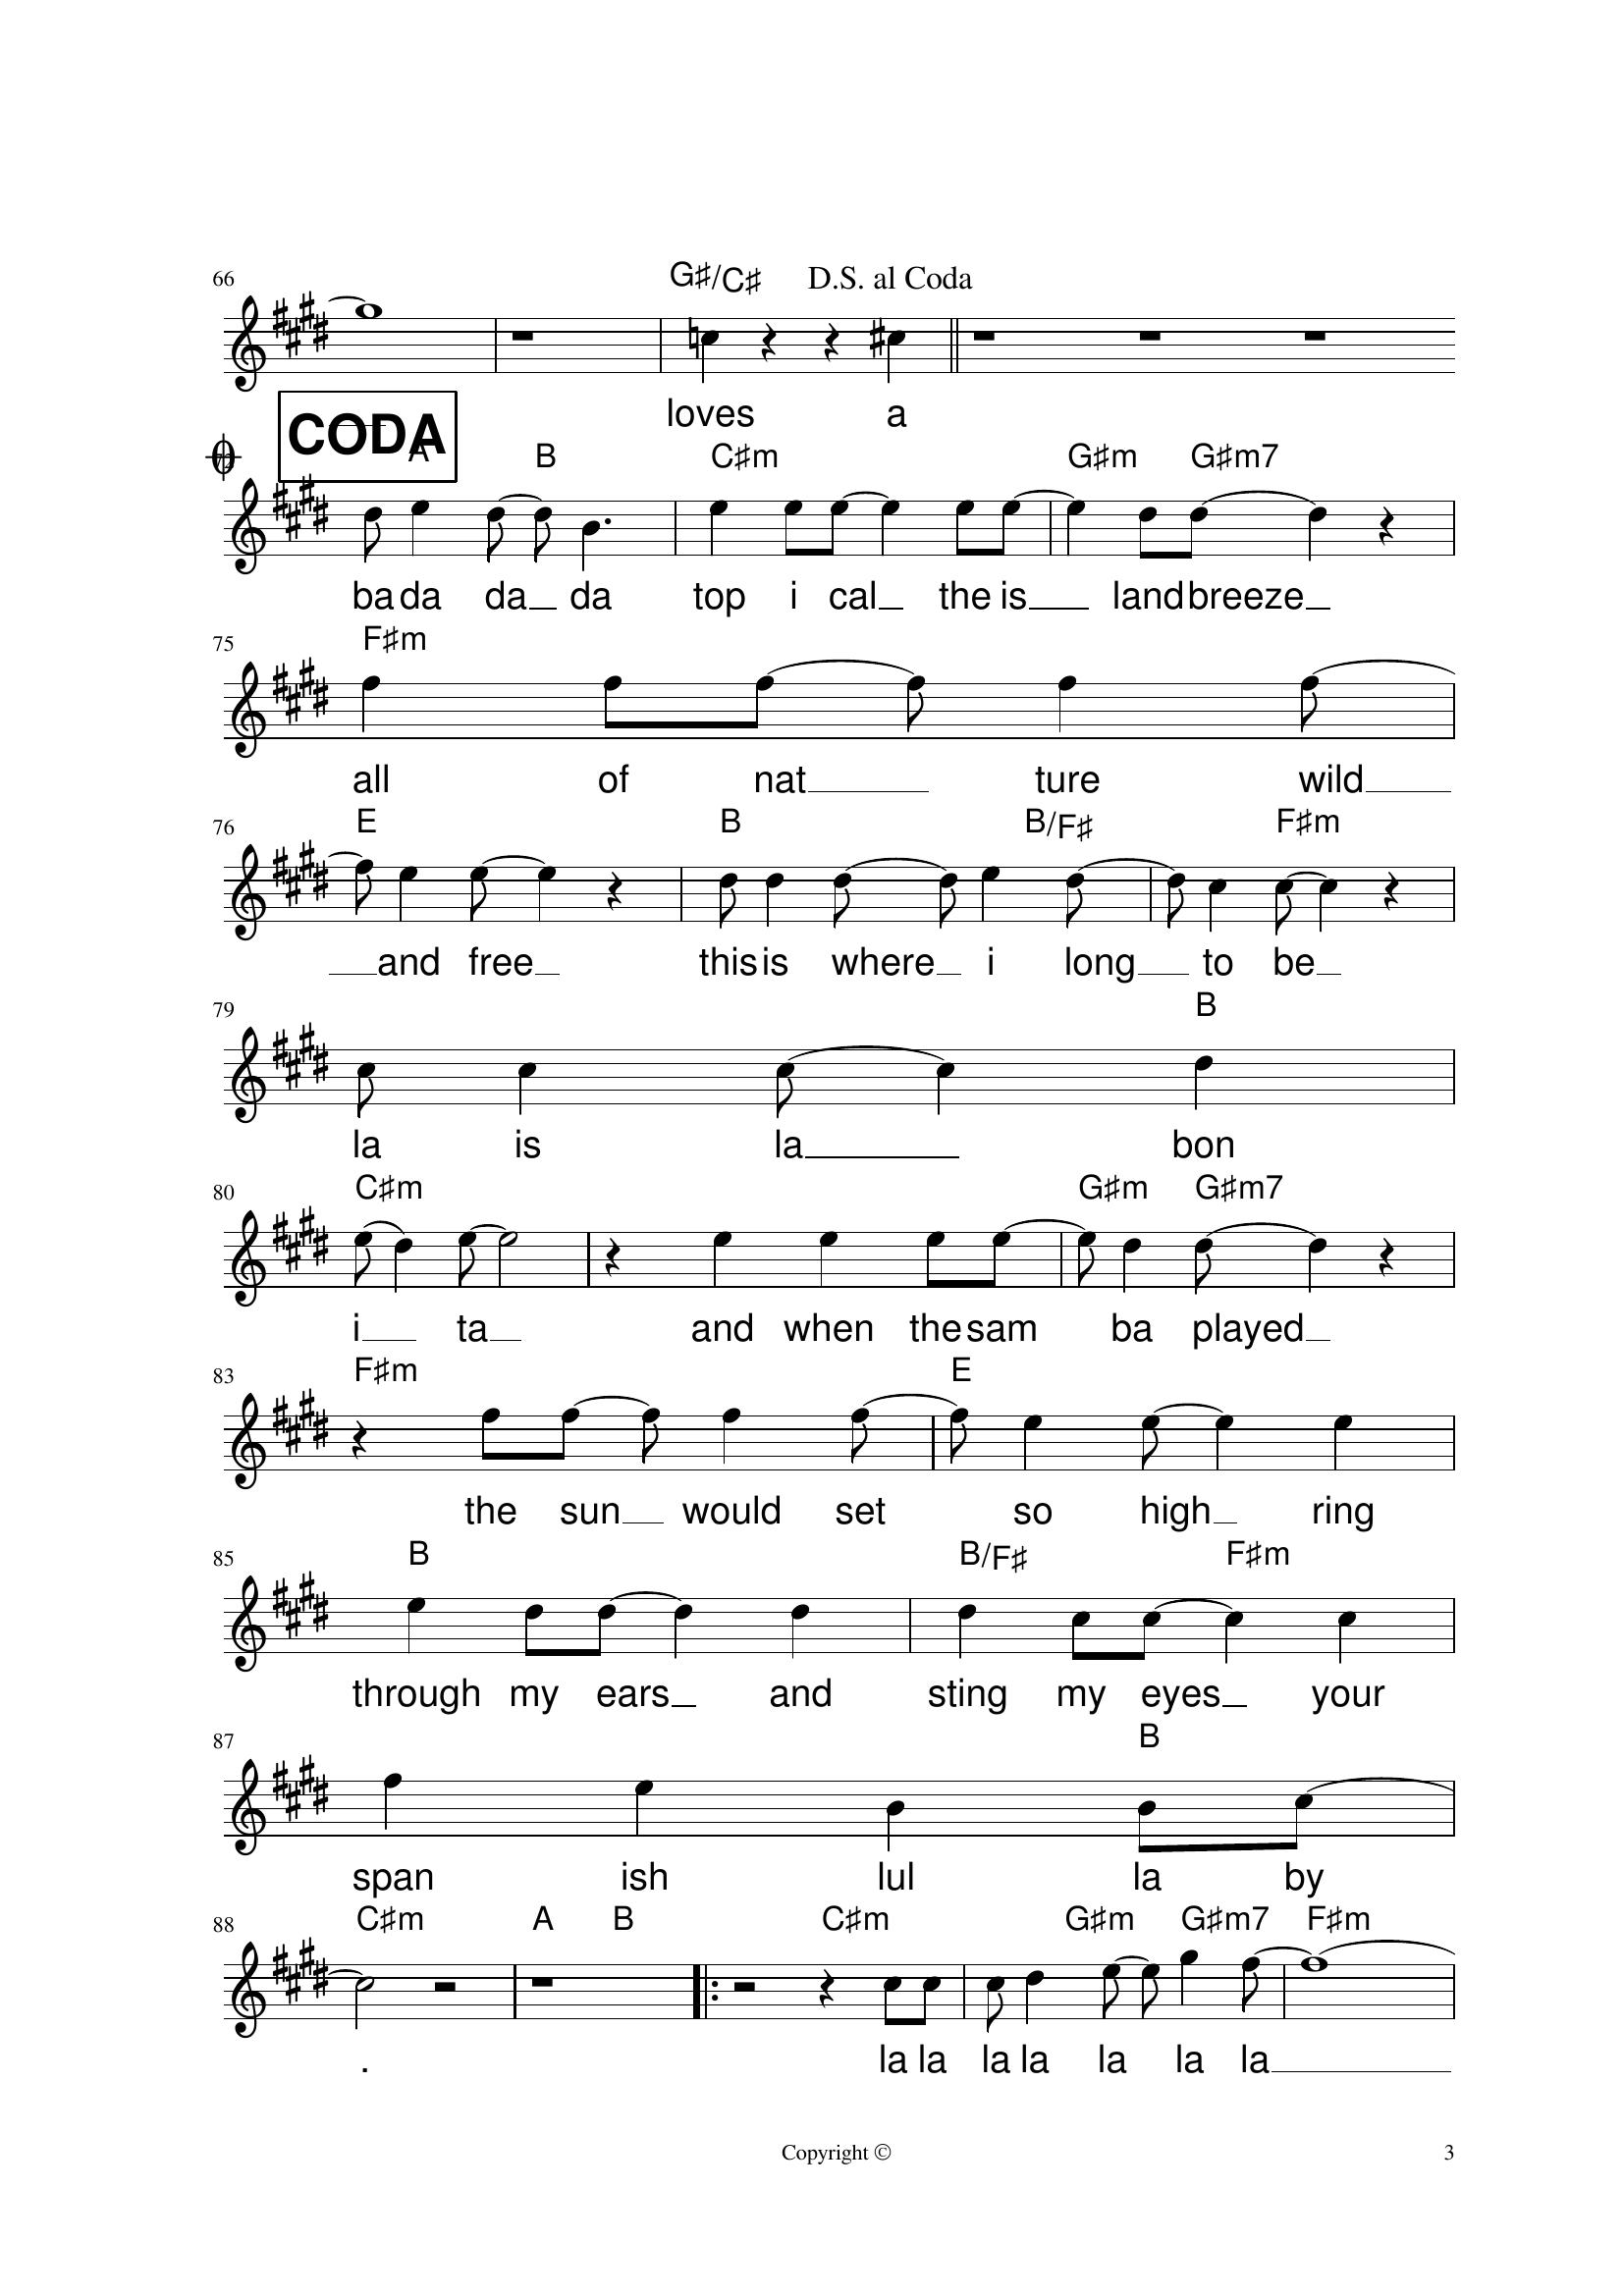 66 G♯/C♯ D.S. al Coda
loves a
CODA
A B C♯m G♯m G♯m7
ba da da _ da top i cal _ the is _ land breeze _
75 F♯m
all of nat _ ture wild _
76 E B B/F♯ F♯m
_ and free _ this is where _ i long _ to be _
79 B
la is la _ bon
80 C♯m G♯m G♯m7
i _ ta _ and when the sam ba played _
83 F♯m E
the sun _ would set so high _ ring
85 B B/F♯ F♯m
through my ears _ and sting my eyes _ your
87 B
span ish lul la by
88 C♯m A B C♯m G♯m G♯m7 F♯m
. la la la la la la la _
Copyright © 3